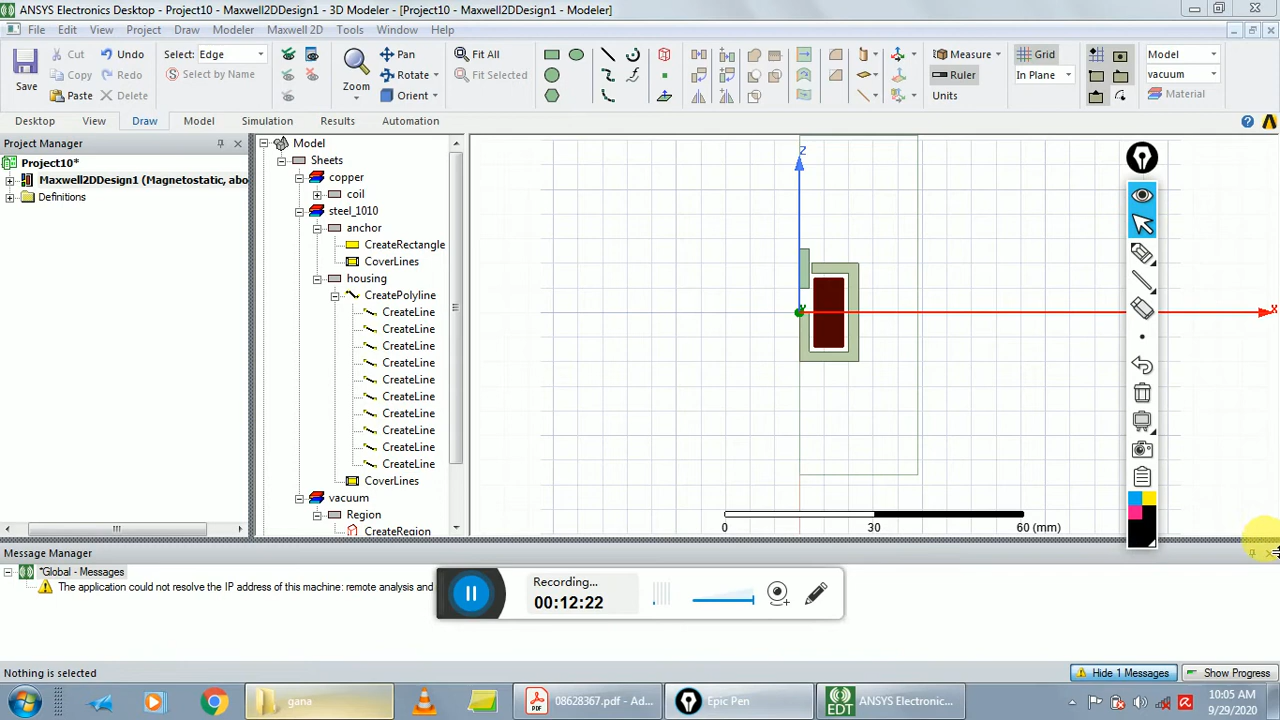 ANSYS Electronics Desktop - Project10 - Maxwell2DDesign1 - 3D Modeler - [Project10 - Maxwell2DDesign1 - Modeler]
File Edit View Project Draw Modeler Maxwell 2D Tools Window Help
Save
Cut Undo
Copy Redo
Paste Delete
Select: Edge
Select by Name
Zoom
Pan
Rotate
Orient
Fit All
Fit Selected
Measure
Ruler
Units
Grid
In Plane
Model
vacuum
Material
Desktop View Draw Model Simulation Results Automation
Project Manager
Project10*
Maxwell2DDesign1 (Magnetostatic, abo
Definitions
Model
Sheets
copper
coil
steel_1010
anchor
CreateRectangle
CoverLines
housing
CreatePolyline
CreateLine
CreateLine
CreateLine
CreateLine
CreateLine
CreateLine
CreateLine
CreateLine
CreateLine
CreateLine
CoverLines
vacuum
Region
CreateRegion
Z
Y
X
0 30 60 (mm)
Message Manager
*Global - Messages
The application could not resolve the IP address of this machine: remote analysis and
Recording...
00:12:22
Nothing is selected
Hide 1 Messages
Show Progress
gana
PDF
08628367.pdf - Ad...
Epic Pen
EDT
ANSYS Electronic...
10:05 AM
9/29/2020